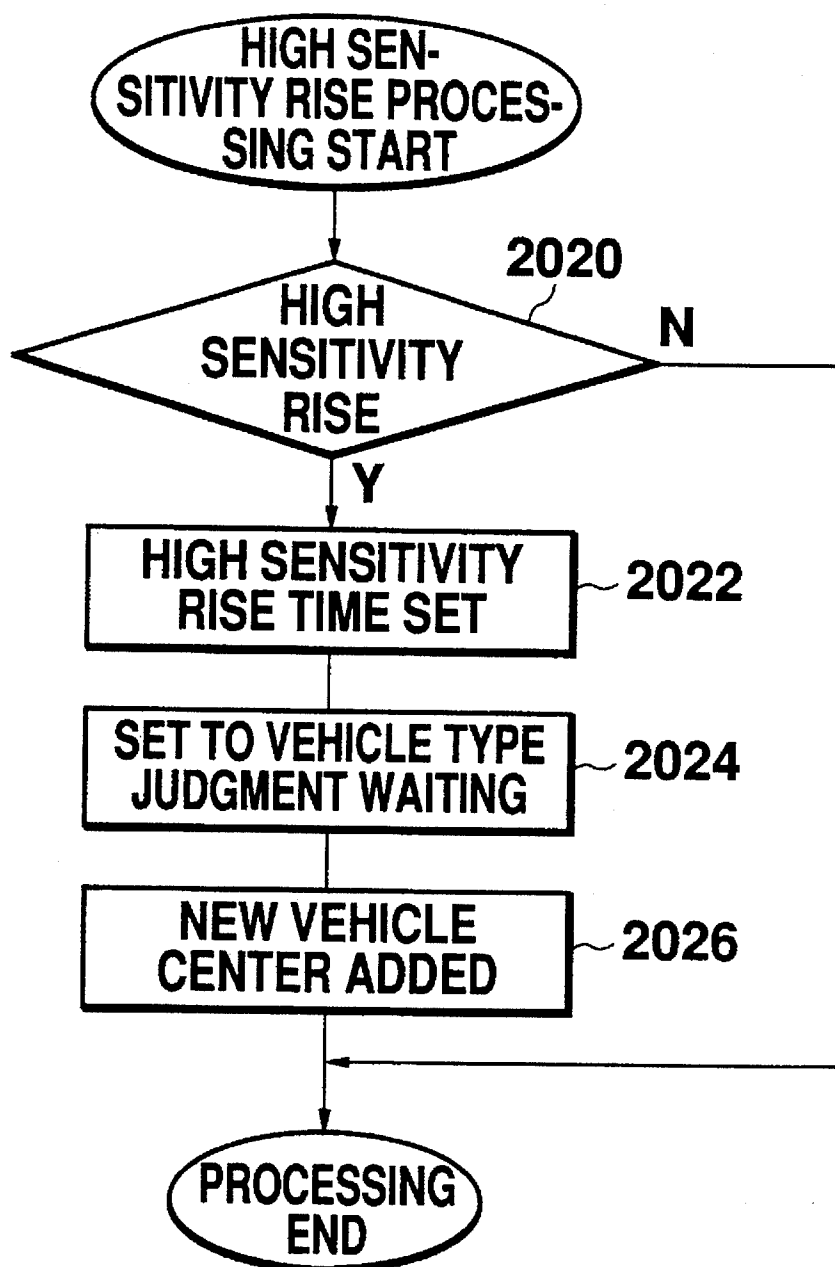 HIGH SEN-
SITIVITY RISE PROCES-
SING START
2020
HIGH
SENSITIVITY
RISE
N
Y
HIGH SENSITIVITY
RISE TIME SET
2022
SET TO VEHICLE TYPE
JUDGMENT WAITING
2024
NEW VEHICLE
CENTER ADDED
2026
PROCESSING
END